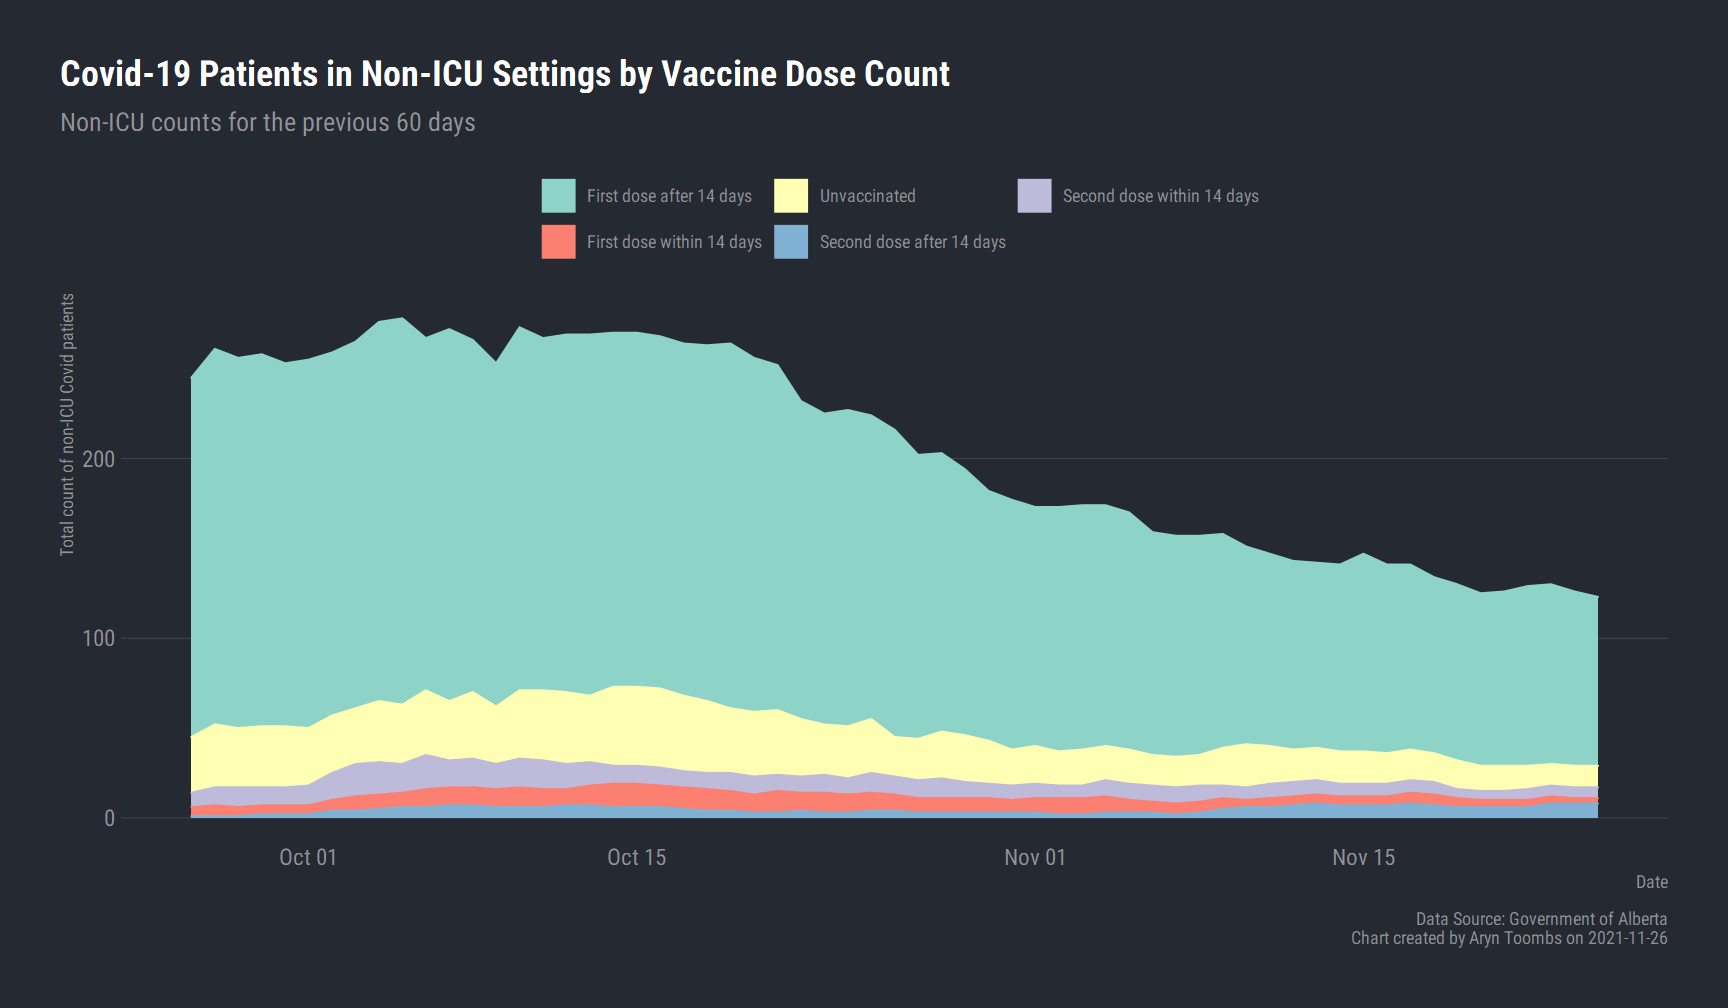 Covid-19 Patients in Non-ICU Settings by Vaccine Dose Count
Non-ICU counts for the previous 60 days
First dose after 14 days
Unvaccinated
Second dose within 14 days
First dose within 14 days
Second dose after 14 days
Total count of non-ICU Covid patients
200
100
0
Oct 01
Oct 15
Nov 01
Nov 15
Date
Data Source: Government of Alberta
Chart created by Aryn Toombs on 2021-11-26